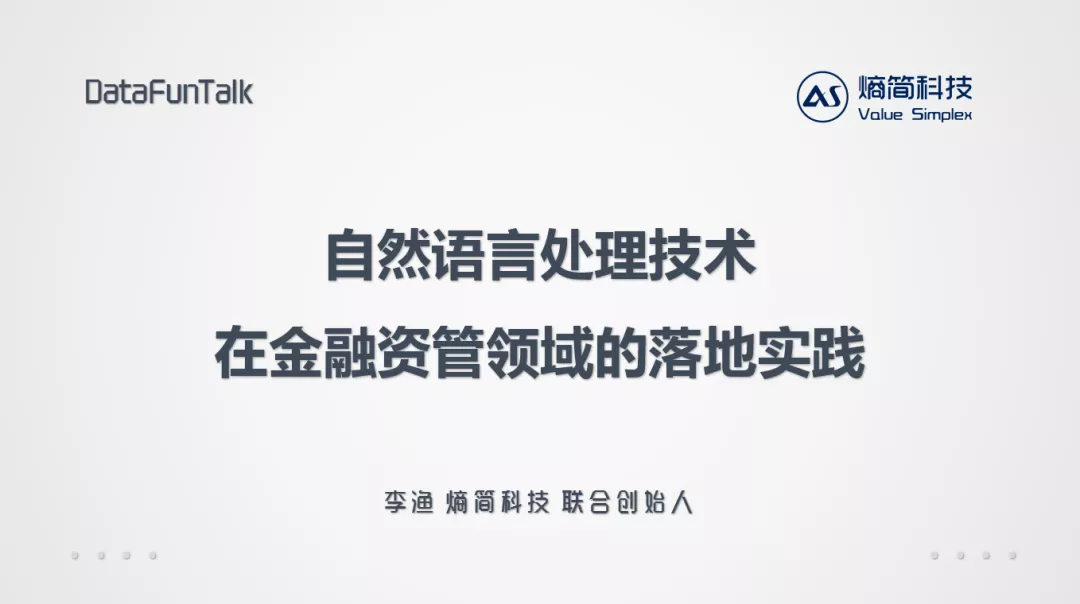 DataFunTalk
熵简科技
Value Simplex
自然语言处理技术
在金融资管领域的落地实践
李渔 熵简科技 联合创始人